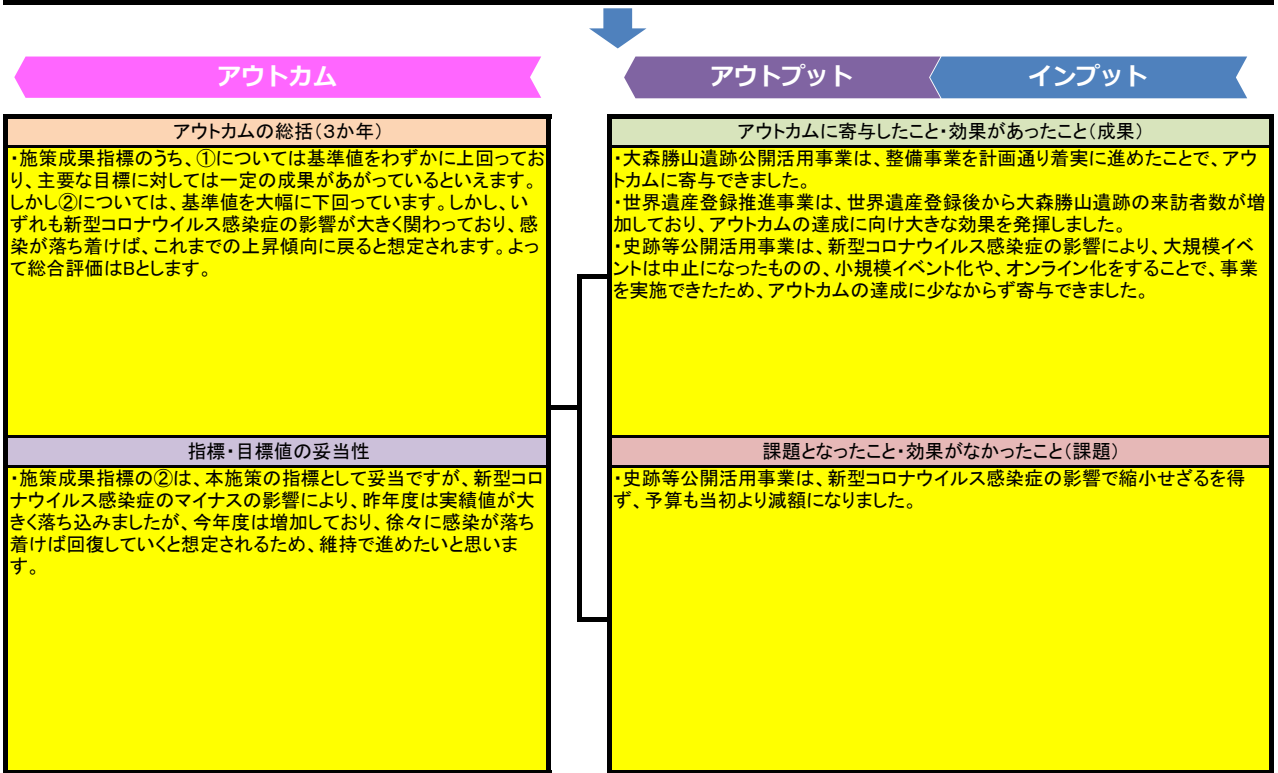 アウトカム
アウトプット
インプット
アウトカムの総括(3か年)
・施策成果指標のうち、①については基準値をわずかに上回ってお
り、主要な目標に対しては一定の成果があがっているといえます。
しかし②については、基準値を大幅に下回っています。しかし、い
ずれも新型コロナウイルス感染症の影響が大きく関わっており、感
染が落ち着けば、これまでの上昇傾向に戻ると想定されます。よっ
て総合評価はBとします。
指標・目標値の妥当性
・施策成果指標の②は、本施策の指標として妥当ですが、新型コロ
ナウイルス感染症のマイナスの影響により、昨年度は実績値が大
きく落ち込みましたが、今年度は増加しており、徐々に感染が落ち
着けば回復していくと想定されるため、維持で進めたいと思いま
す。
アウトカムに寄与したこと・効果があったこと(成果)
・大森勝山遺跡公開活用事業は、整備事業を計画通り着実に進めたことで、アウ
トカムに寄与できました。
・世界遺産登録推進事業は、世界遺産登録後から大森勝山遺跡の来訪者数が増
加しており、アウトカムの達成に向け大きな効果を発揮しました。
・史跡等公開活用事業は、新型コロナウイルス感染症の影響により、大規模イベ
ントは中止になったものの、小規模イベント化や、オンライン化をすることで、事業
を実施できたため、アウトカムの達成に少なからず寄与できました。
課題となったこと・効果がなかったこと(課題)
・史跡等公開活用事業は、新型コロナウイルス感染症の影響で縮小せざるを得
ず、予算も当初より減額になりました。